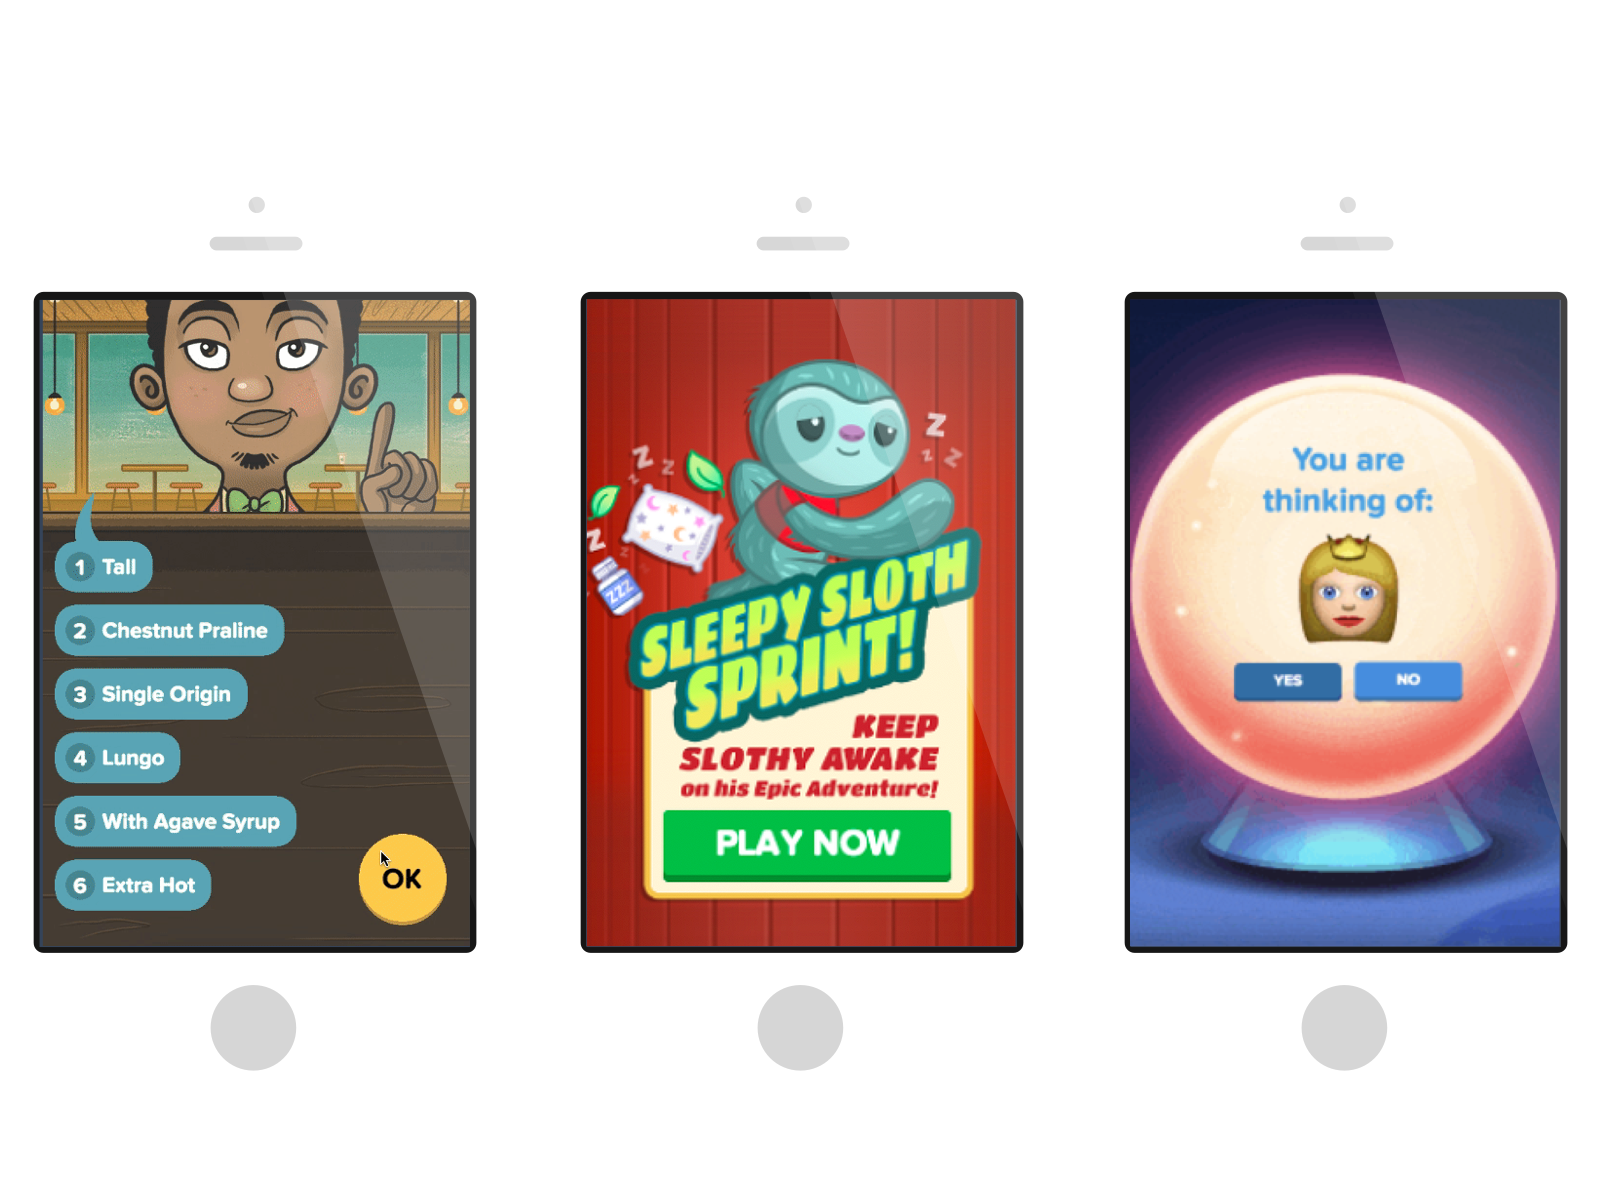 1 Tall
2 Chestnut Praline
3 Single Origin
4 Lungo
5 With Agave Syrup
6 Extra Hot
OK
Z
Z
Z
Z
Z
Z
Z
Z
ZZZ
SLEEPY SLOTH
SPRINT!
KEEP
SLOTHY AWAKE
on his Epic Adventure!
PLAY NOW
You are
thinking of:
YES NO